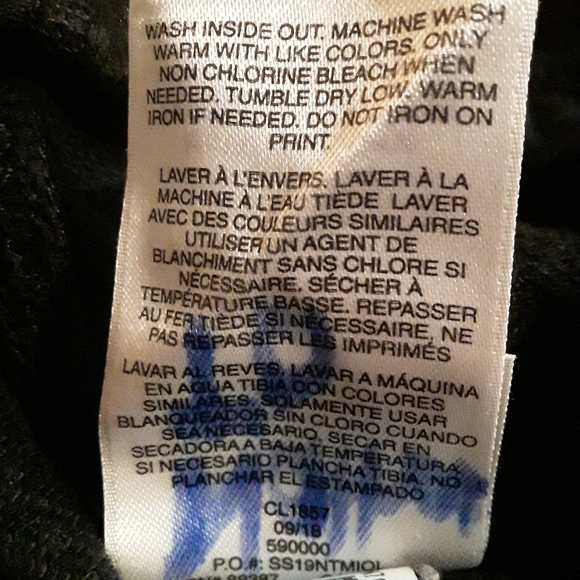 WASH INSIDE OUT. MACHINE WASH
WARM WITH LIKE COLORS. ONLY
NON CHLORINE BLEACH WHEN
NEEDED. TUMBLE DRY LOW. WARM
IRON IF NEEDED. DO NOT IRON ON
PRINT.
LAVER À L'ENVERS. LAVER À LA
MACHINE À L'EAU TIÈDE LAVER
AVEC DES COULEURS SIMILAIRES
UTILISER UN AGENT DE
BLANCHIMENT SANS CHLORE SI
NÉCESSAIRE. SÉCHER À
TEMPÉRATURE BASSE. REPASSER
AU FER TIÈDE SI NÉCESSAIRE, NE
PAS REPASSER LES IMPRIMÉS
LAVAR AL REVES. LAVAR A MÁQUINA
EN AGUA TIBIA CON COLORES
SIMILARES. SOLAMENTE USAR
BLANQUEADOR SIN CLORO CUANDO
SEA NECESARIO. SECAR EN
SECADORA A BAJA TEMPERATURA.
SI NECESARIO PLANCHA TIBIA. NO
PLANCHAR EL ESTAMPADO
CL1857
09/18
590000
P.O.#: SS19NTMIOL